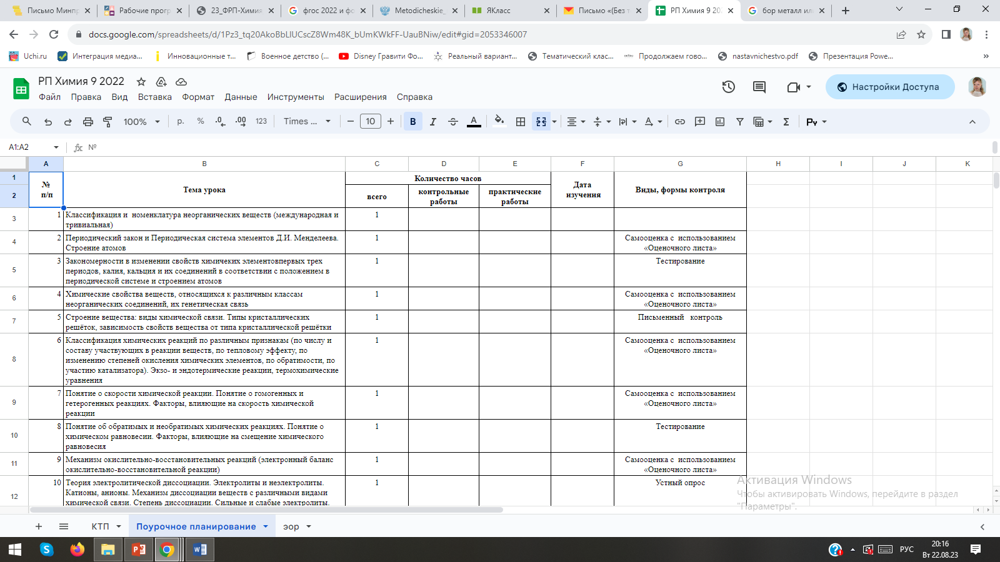 Письмо Минпр
Рабочие прогр
23_ФРП-Химия
фгос 2022 и фо
Metodicheskie_
ЯКласс
Письмо «(Без т
РП Химия 9 202
бор металл ил
docs.google.com/spreadsheets/d/1Pz3_tq20AkoBbLlUCscZ8Wm48K_bUmKWkFF-UauBNiw/edit#gid=2053346007
Uchi.ru
Интеграция медиа...
Инновационные т...
Военное детство (...
Disney Гравити Фо...
Реальный вариант...
Тематический клас...
Продолжаем гово...
nastavnichestvo.pdf
Презентация Powe...
РП Химия 9 2022
Файл Правка Вид Вставка Формат Данные Инструменты Расширения Справка
Настройки Доступа
100% р. % .0 .00 123 Times ... 10 B I A Σ Py
A1:A2 fx №
A B C D E F G H I J K
1 № п/п Тема урока Количество часов Дата изучения Виды, формы контроля
2 всего контрольные работы практические работы
3 1 Классификация и номенклатура неорганических веществ (международная и 1
тривиальная)
4 2 Периодический закон и Периодическая система элементов Д.И. Менделеева. 1 Самооценка с использованием
Строение атомов «Оценочного листа»
5 3 Закономерности в изменении свойств химичеких элементовпервых трех 1 Тестирование
периодов, калия, кальция и их соединений в соответствии с положением в
периодической системе и строением атомов
6 4 Химические свойства веществ, относящихся к различным классам 1 Самооценка с использованием
неорганических соединений, их генетическая связь «Оценочного листа»
7 5 Строение вещества: виды химической связи. Типы кристаллических 1 Письменный контроль
решёток, зависимость свойств вещества от типа кристаллической решётки
8 6 Классификация химических реакций по различным признакам (по числу и 1 Самооценка с использованием
составу участвующих в реакции веществ, по тепловому эффекту, по «Оценочного листа»
изменению степеней окисления химических элементов, по обратимости, по
участию катализатора). Экзо- и эндотермические реакции, термохимические
уравнения
9 7 Понятие о скорости химической реакции. Понятие о гомогенных и 1 Самооценка с использованием
гетерогенных реакциях. Факторы, влияющие на скорость химической «Оценочного листа»
реакции
10 8 Понятие об обратимых и необратимых химических реакциях. Понятие о 1 Тестирование
химическом равновесии. Факторы, влияющие на смещение химического
равновесия
11 9 Механизм окислительно-восстановительных реакций (электронный баланс 1 Самооценка с использованием
окислительно-восстановительной реакции) «Оценочного листа»
12 10 Теория электролитической диссоциации. Электролиты и неэлектролиты. 1 Устный опрос
Катионы, анионы. Механизм диссоциации веществ с различными видами
химической связи. Степень диссоциации. Сильные и слабые электролиты.
Активация Windows
Чтобы активировать Windows, перейдите в раздел
"Параметры".
КТП Поурочное планирование эор
РУС
20:16
Вт 22.08.23